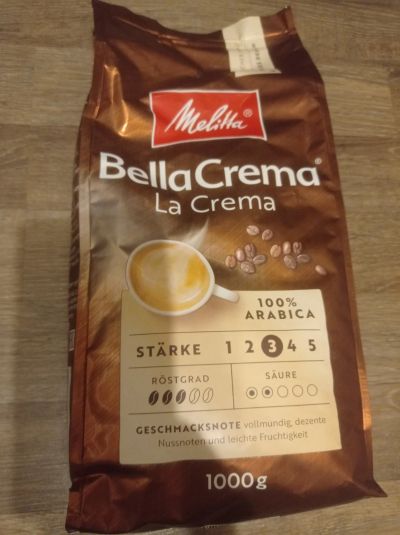 Melitta®
BellaCrema®
La Crema
100%
ARABICA
STÄRKE 1 2 3 4 5
RÖSTGRAD
SÄURE
GESCHMACKSNOTE vollmundig, dezente
Nussnoten und leichte Fruchtigkeit
1000g